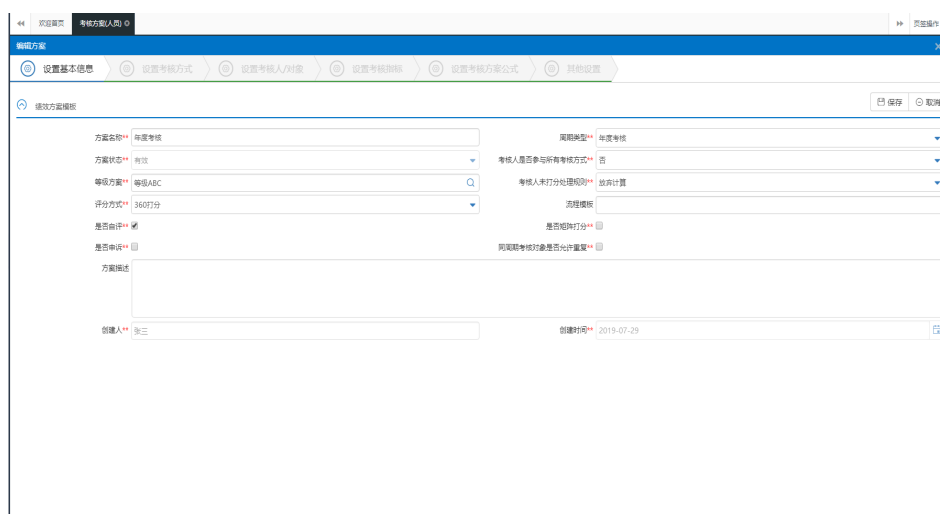 欢迎首页 考核方案(人员) 页签操作
编辑方案
设置基本信息 设置考核方式 设置考核人/对象 设置考核指标 设置考核方案公式 其他设置
绩效方案模板 保存 取消
方案名称** 年度考核 周期类型** 年度考核
方案状态** 有效 考核人是否参与所有考核方式** 否
等级方案** 等级ABC 考核人未打分处理规则** 放弃计算
评分方式** 360打分 流程模板
是否自评** 是否矩阵打分**
是否申诉** 同周期考核对象是否允许重复**
方案描述
创建人** 张三 创建时间** 2019-07-29